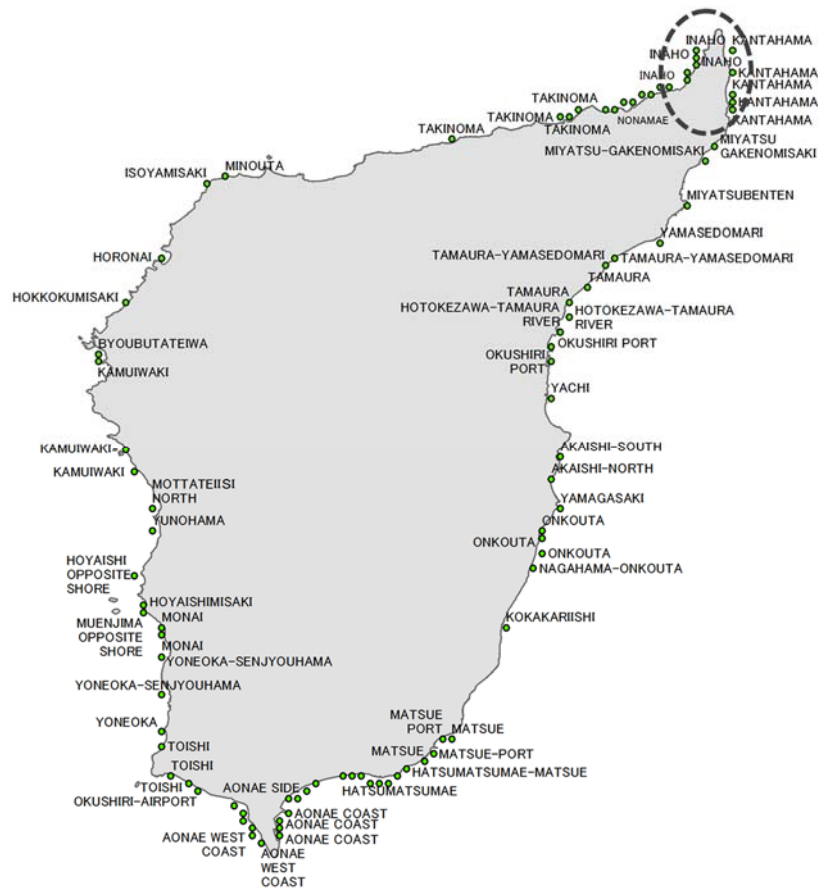 INAHO
KANTAHAMA
INAHO
INAHO
INAHO
KANTAHAMA
KANTAHAMA
KANTAHAMA
KANTAHAMA
TAKINOMA
TAKINOMA
TAKINOMA
NONAMAE
TAKINOMA
MIYATSU
GAKENOMISAKI
MIYATSU-GAKENOMISAKI
MINOUTA
ISOYAMISAKI
MIYATSUBENTEN
YAMASEDOMARI
HORONAI
TAMAURA-YAMASEDOMARI
TAMAURA-YAMASEDOMARI
TAMAURA
HOKKOKUMISAKI
TAMAURA
HOTOKEZAWA-TAMAURA
RIVER
HOTOKEZAWA-TAMAURA
RIVER
BYOUBUTATEIWA
OKUSHIRI PORT
OKUSHIRI
PORT
KAMUIWAKI
YACHI
KAMUIWAKI
AKAISHI-SOUTH
KAMUIWAKI
AKAISHI-NORTH
MOTTATEIISI
NORTH
YAMAGASAKI
YUNOHAMA
ONKOUTA
ONKOUTA
ONKOUTA
HOYAISHI
OPPOSITE
SHORE
NAGAHAMA-ONKOUTA
HOYAISHIMISAKI
MONAI
KOKAKARIISHI
MUENJIMA
OPPOSITE
SHORE
MONAI
YONEOKA-SENJYOUHAMA
YONEOKA-SENJYOUHAMA
YONEOKA
MATSUE
PORT
MATSUE
TOISHI
MATSUE
MATSUE-PORT
TOISHI
HATSUMATSUMAE-MATSUE
TOISHI
AONAE SIDE
HATSUMATSUMAE
OKUSHIRI-AIRPORT
AONAE COAST
AONAE COAST
AONAE WEST
COAST
AONAE COAST
AONAE
WEST
COAST